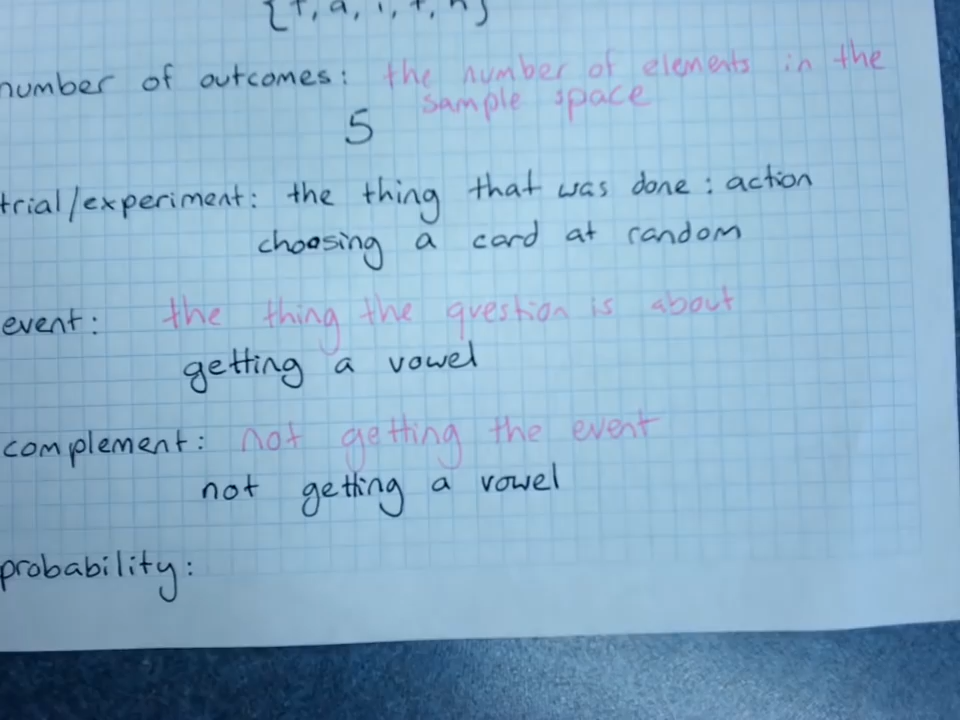 number of outcomes: the number of elements in the
sample space
5
trial/experiment: the thing that was done: action
choosing a card at random
event: the thing the question is about
getting a vowel
complement: not getting the event
not getting a vowel
probability: